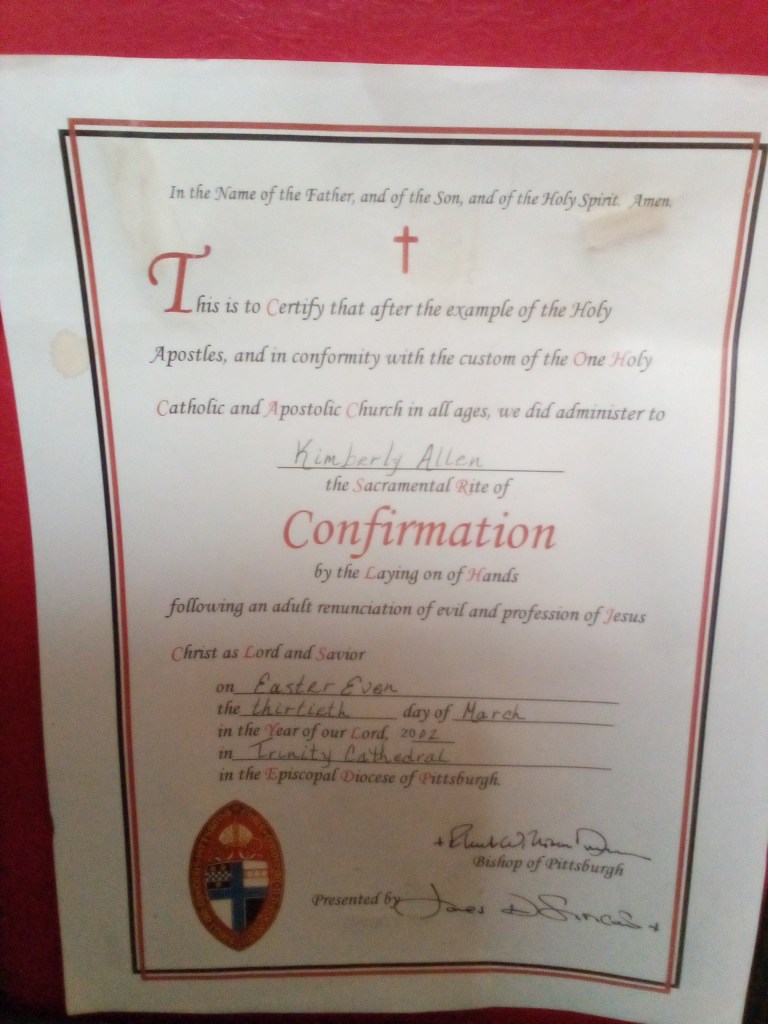 In the Name of the Father, and of the Son, and of the Holy Spirit. Amen.
This is to Certify that after the example of the Holy
Apostles, and in conformity with the custom of the One Holy
Catholic and Apostolic Church in all ages, we did administer to
Kimberly Allen
the Sacramental Rite of
Confirmation
by the Laying on of Hands
following an adult renunciation of evil and profession of Jesus
Christ as Lord and Savior
on Easter Even
the thirtieth day of March
in the Year of our Lord, 2002
in Trinity Cathedral
in the Episcopal Diocese of Pittsburgh.
Bishop of Pittsburgh
Presented by